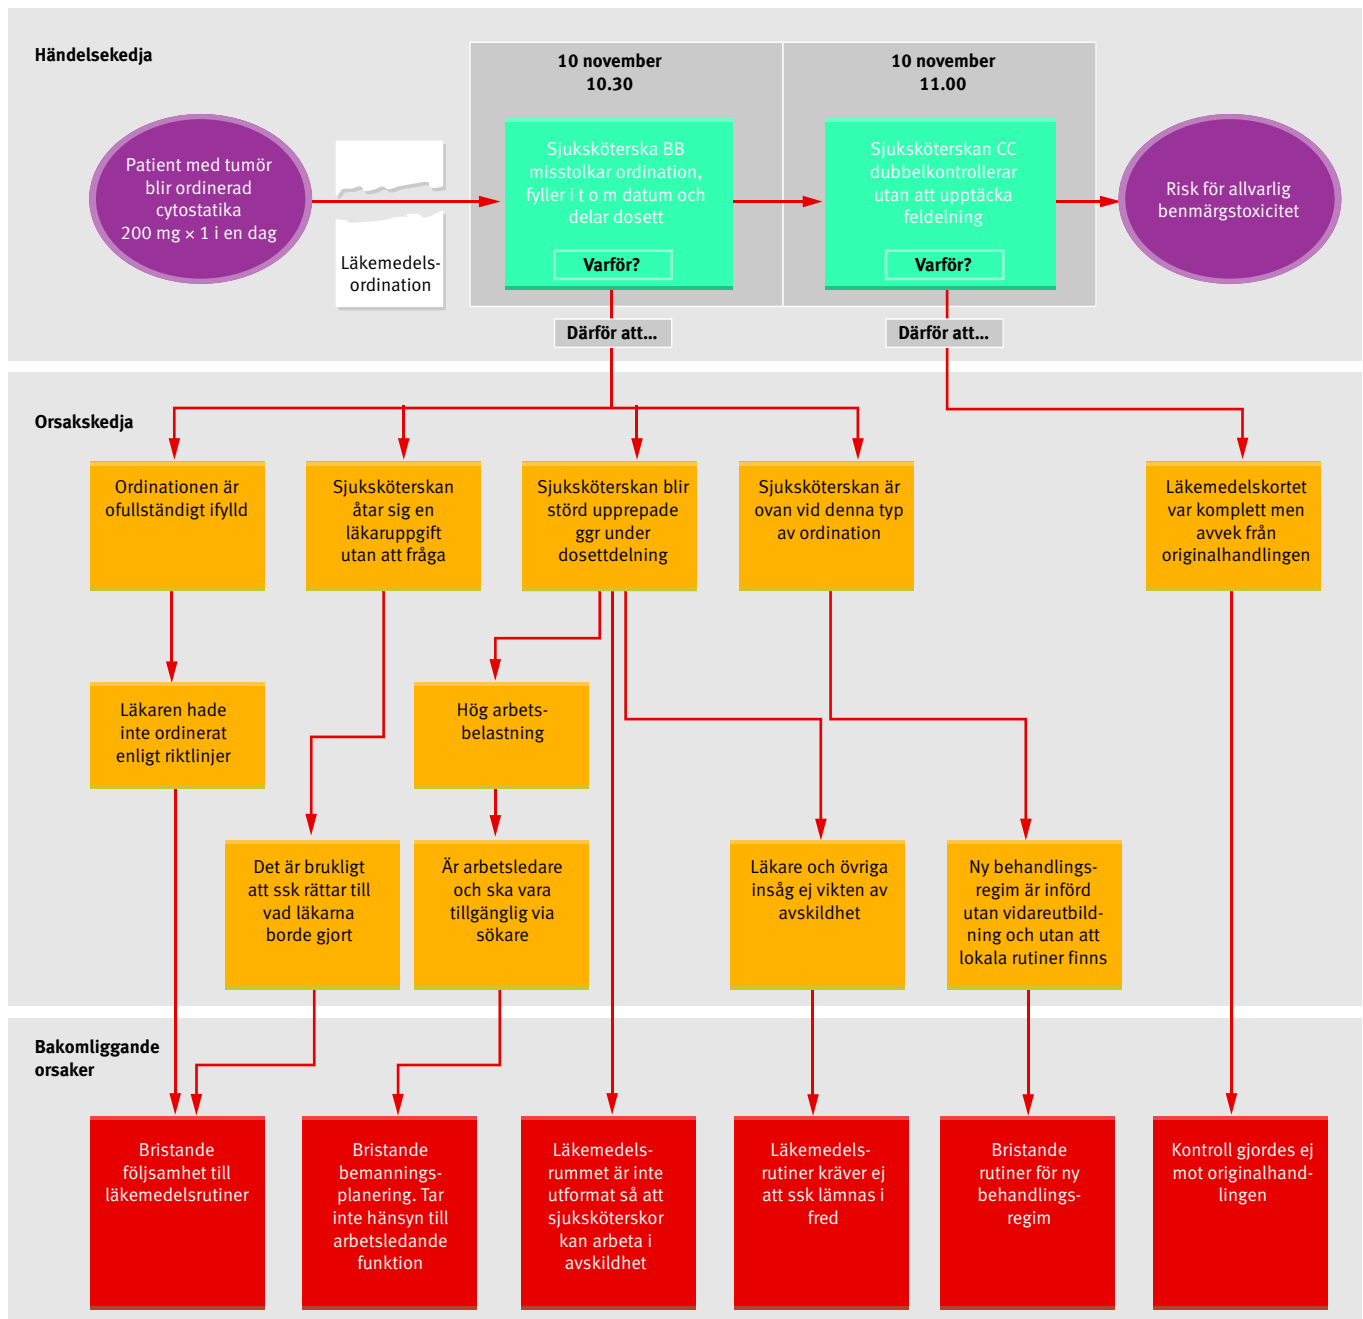 Händelsekedja
10 november
10.30
10 november
11.00
Patient med tumör
blir ordinerad
cytostatika
200 mg × 1 i en dag
Läkemedels-
ordination
Sjuksköterska BB
misstolkar ordination,
fyller i t o m datum och
delar dosett
Varför?
Sjuksköterskan CC
dubbelkontrollerar
utan att upptäcka
feldelning
Varför?
Risk för allvarlig
benmärgstoxicitet
Därför att...
Därför att...
Orsakskedja
Ordinationen är
ofullständigt ifylld
Sjuksköterskan
åtar sig en
läkaruppgift
utan att fråga
Sjuksköterskan blir
störd upprepade
ggr under
dosettdelning
Sjuksköterskan är
ovan vid denna typ
av ordination
Läkemedelskortet
var komplett men
avvek från
originalhandlingen
Läkaren hade
inte ordinerat
enligt riktlinjer
Hög arbets-
belastning
Det är brukligt
att ssk rättar till
vad läkarna
borde gjort
Är arbetsledare
och ska vara
tillgänglig via
sökare
Läkare och övriga
insåg ej vikten av
avskildhet
Ny behandlings-
regim är införd
utan vidareutbild-
ning och utan att
lokala rutiner finns
Bakomliggande
orsaker
Bristande
följsamhet till
läkemedelsrutiner
Bristande
bemannings-
planering. Tar
inte hänsyn till
arbetsledande
funktion
Läkemedels-
rummet är inte
utformat så att
sjuksköterskor
kan arbeta i
avskildhet
Läkemedels-
rutiner kräver ej
att ssk lämnas i
fred
Bristande
rutiner för ny
behandlings-
regim
Kontroll gjordes ej
mot originalhand-
lingen